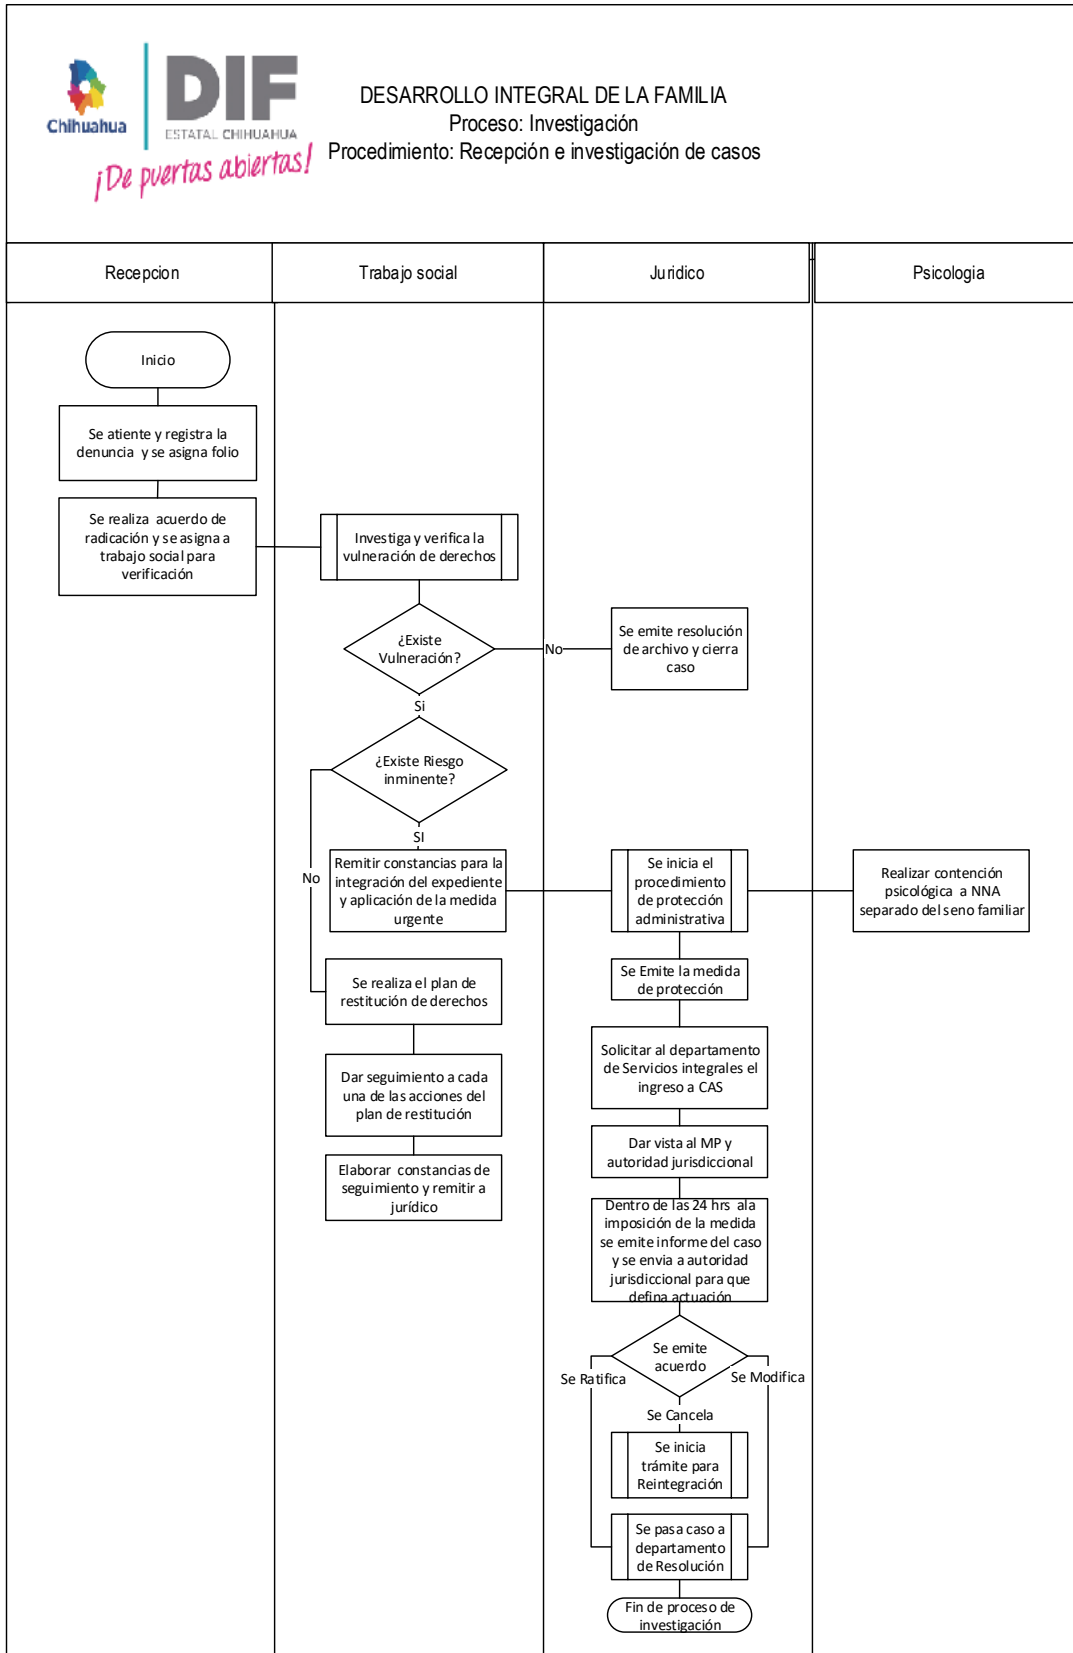 Chihuahua
DIF
ESTATAL CHIHUAHUA
¡De puertas abiertas!
DESARROLLO INTEGRAL DE LA FAMILIA
Proceso: Investigación
Procedimiento: Recepción e investigación de casos
Recepcion
Trabajo social
Juridico
Psicologia
Inicio
Se atiente y registra la
denuncia y se asigna folio
Se realiza acuerdo de
radicación y se asigna a
trabajo social para
verificación
Investiga y verifica la
vulneración de derechos
¿Existe
Vulneración?
No
Se emite resolución
de archivo y cierra
caso
Si
¿Existe Riesgo
inminente?
SI
No
Remitir constancias para la
integración del expediente
y aplicación de la medida
urgente
Se inicia el
procedimiento
de protección
administrativa
Realizar contención
psicológica a NNA
separado del seno familiar
Se realiza el plan de
restitución de derechos
Se Emite la medida
de protección
Dar seguimiento a cada
una de las acciones del
plan de restitución
Solicitar al departamento
de Servicios integrales el
ingreso a CAS
Elaborar constancias de
seguimiento y remitir a
jurídico
Dar vista al MP y
autoridad jurisdiccional
Dentro de las 24 hrs ala
imposición de la medida
se emite informe del caso
y se envia a autoridad
jurisdiccional para que
defina actuación
Se emite
acuerdo
Se Ratifica
Se Modifica
Se Cancela
Se inicia
trámite para
Reintegración
Se pasa caso a
departamento
de Resolución
Fin de proceso de
investigación